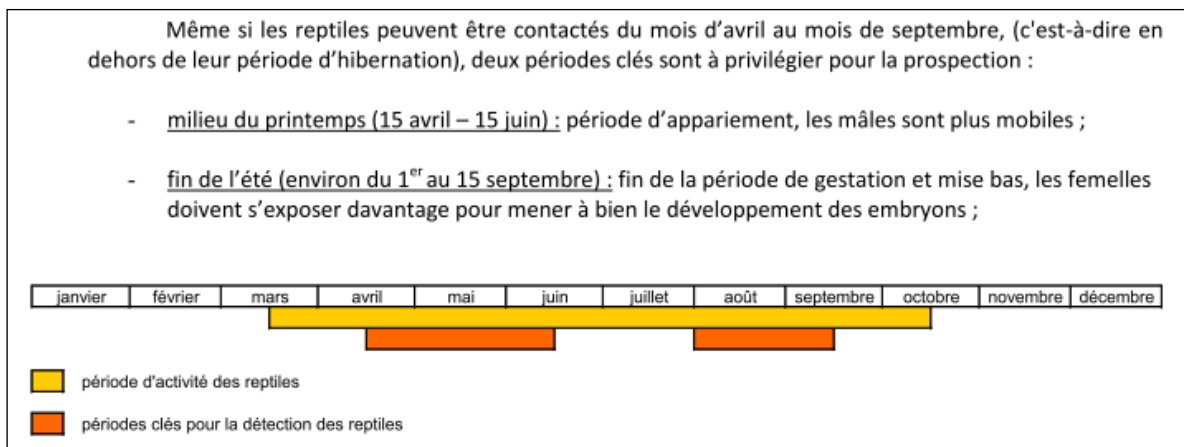 Même si les reptiles peuvent être contactés du mois d’avril au mois de septembre, (c'est-à-dire en
dehors de leur période d’hibernation), deux périodes clés sont à privilégier pour la prospection :
- milieu du printemps (15 avril – 15 juin) : période d’appariement, les mâles sont plus mobiles ;
- fin de l’été (environ du 1er au 15 septembre) : fin de la période de gestation et mise bas, les femelles
doivent s’exposer davantage pour mener à bien le développement des embryons ;
janvier février mars avril mai juin juillet août septembre octobre novembre décembre
période d'activité des reptiles
périodes clés pour la détection des reptiles